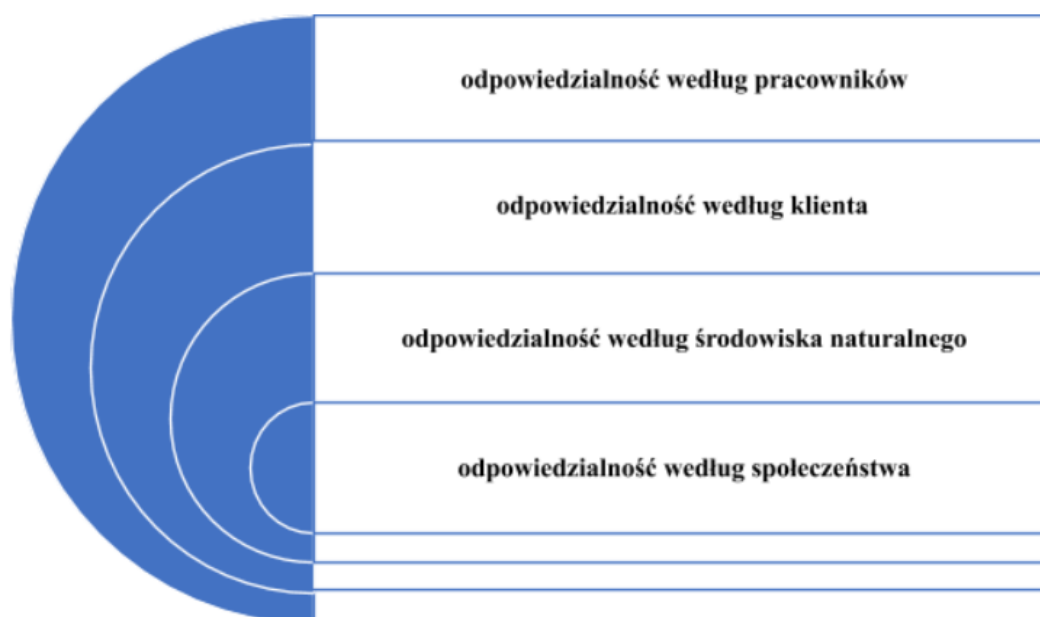 odpowiedzialność według pracowników
odpowiedzialność według klienta
odpowiedzialność według środowiska naturalnego
odpowiedzialność według społeczeństwa